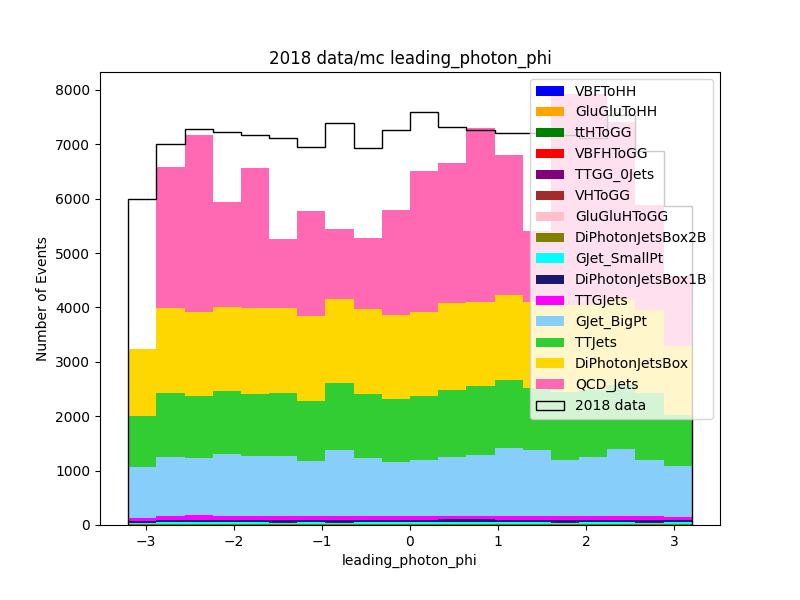 2018 data/mc leading_photon_phi
Number of Events
8000
7000
6000
5000
4000
3000
2000
1000
0
−3
−2
−1
0
1
2
3
leading_photon_phi
VBFToHH
GluGluToHH
ttHToGG
VBFHToGG
TTGG_0Jets
VHToGG
GluGluHToGG
DiPhotonJetsBox2B
GJet_SmallPt
DiPhotonJetsBox1B
TTGJets
GJet_BigPt
TTJets
DiPhotonJetsBox
QCD_Jets
2018 data